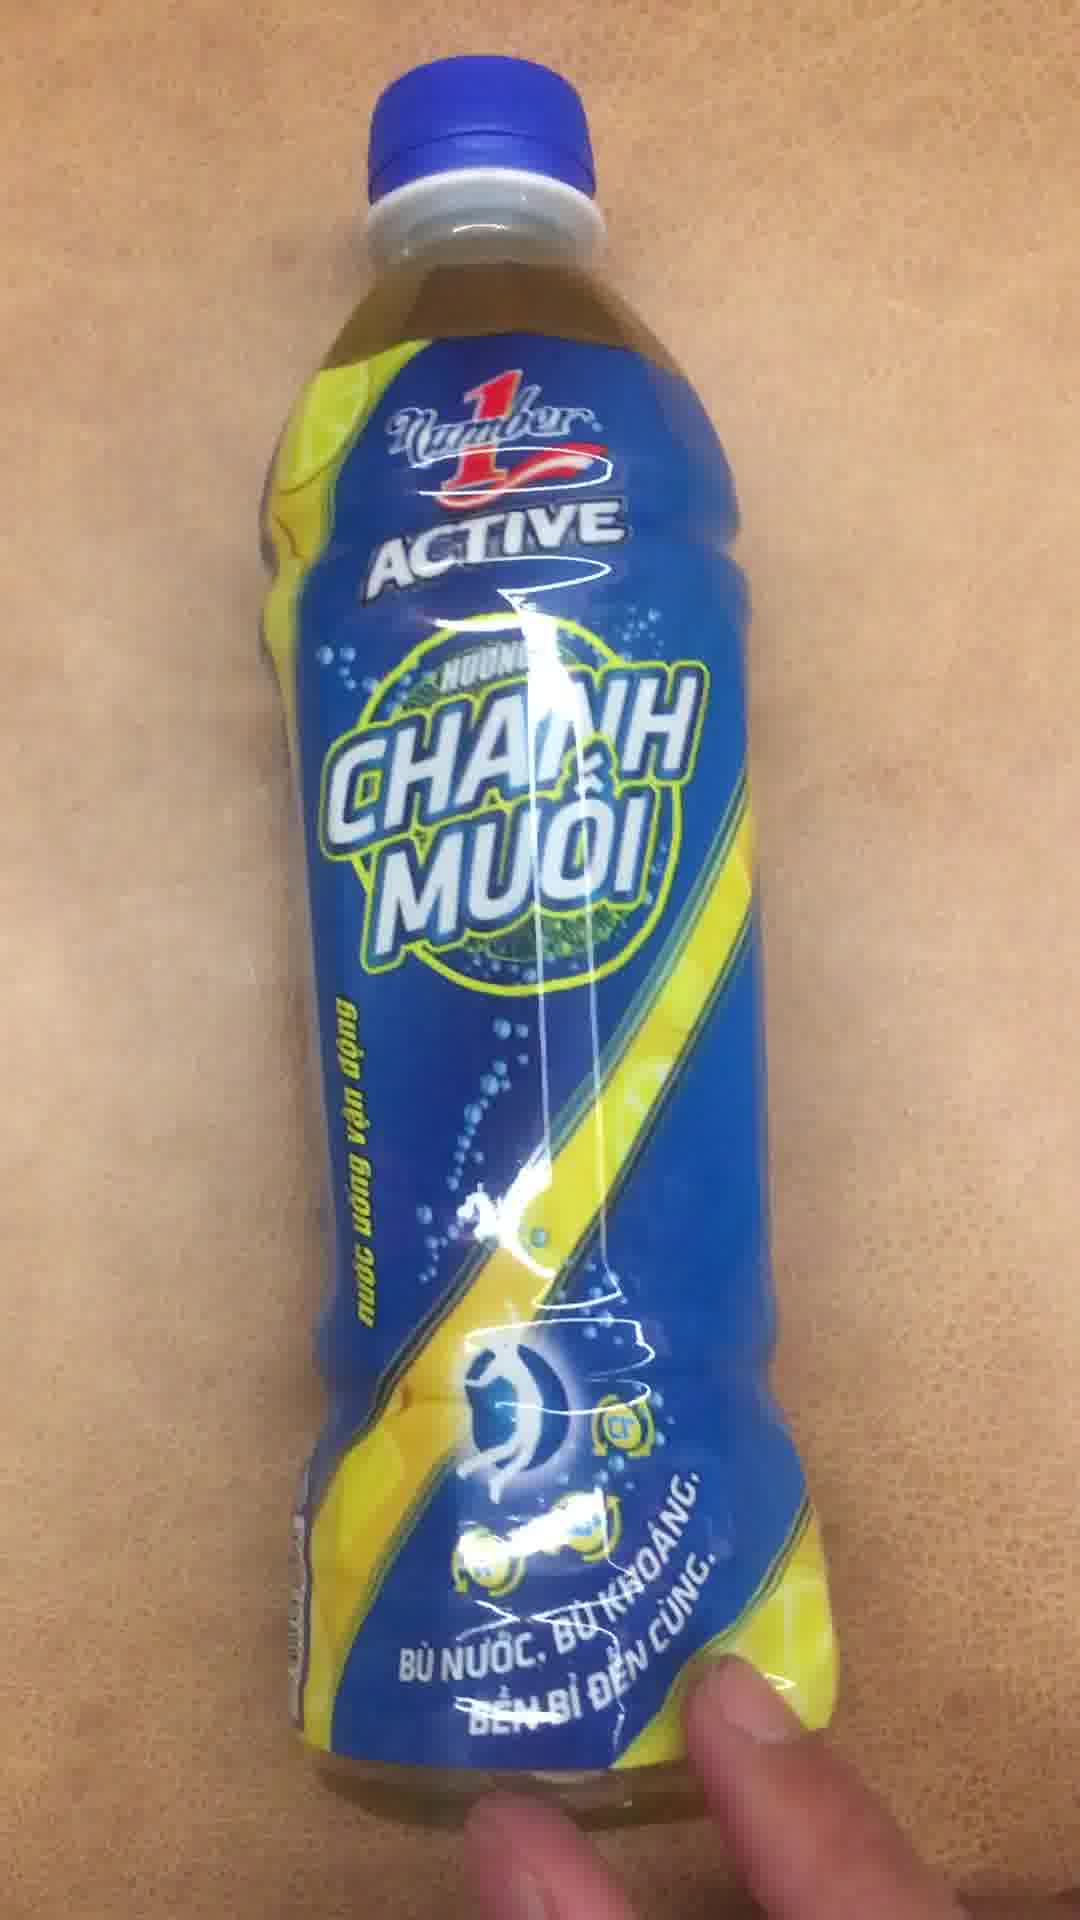 Number 1
ACTIVE
HƯƠNG
CHANH
MUỐI
nước uống vận động
BÙ NƯỚC. BÙ KHOÁNG.
BỀN BỈ ĐẾN CÙNG.